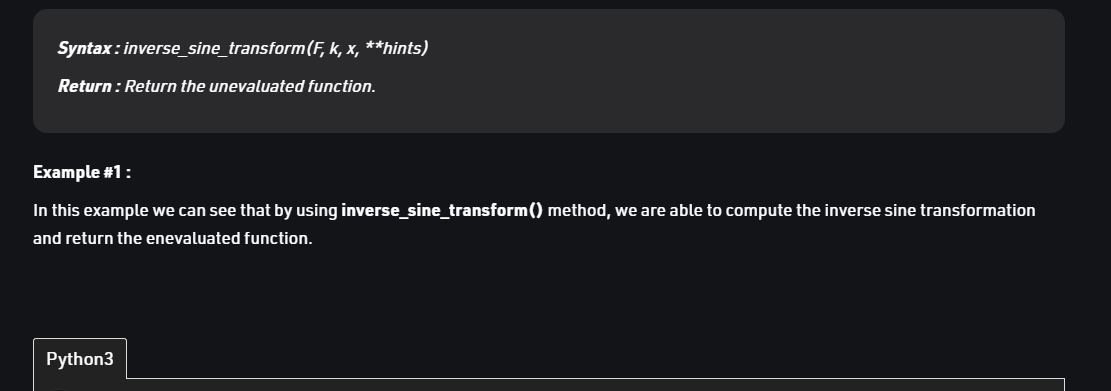 Syntax : inverse_sine_transform(F, k, x, **hints)
Return : Return the unevaluated function.
Example #1 :
In this example we can see that by using inverse_sine_transform() method, we are able to compute the inverse sine transformation
and return the enevaluated function.
Python3